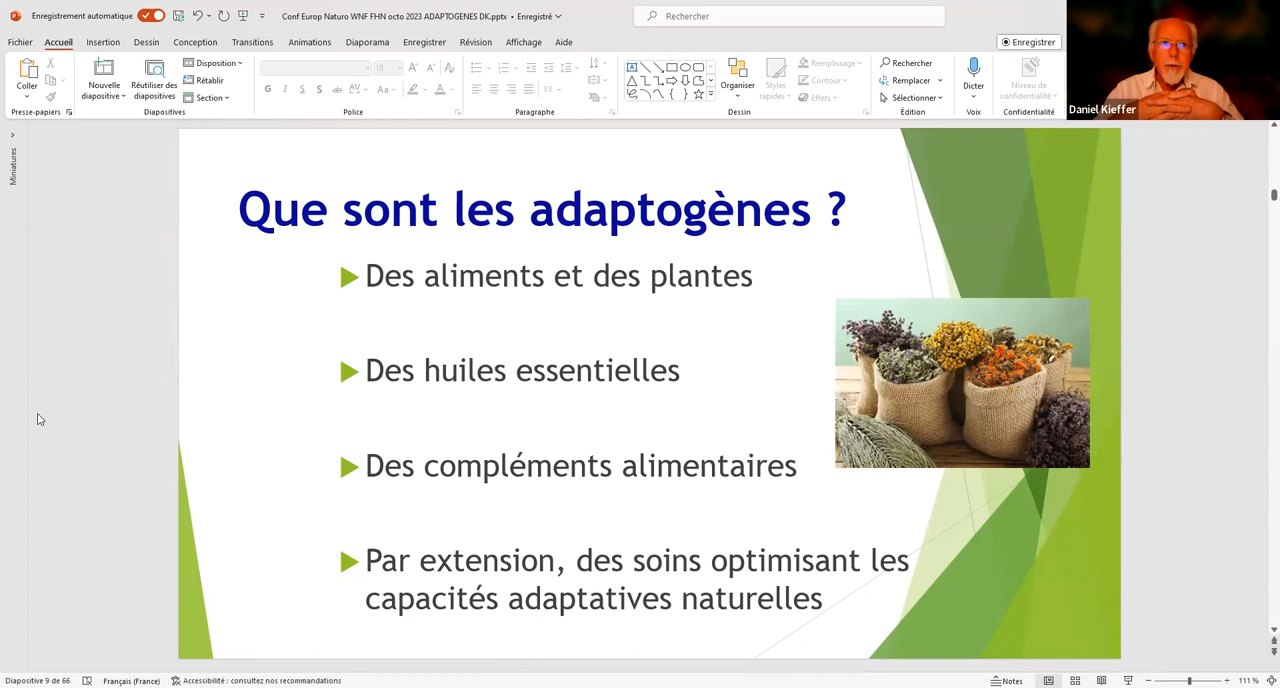 Enregistrement automatique
Conf Europ Naturo WNF FHN octo 2023 ADAPTOGENES DK.pptx • Enregistré
Rechercher
Fichier
Accueil
Insertion
Dessin
Conception
Transitions
Animations
Diaporama
Enregistrer
Révision
Affichage
Aide
Enregistrer
Coller
Presse-papiers
Nouvelle
diapositive
Réutiliser des
diapositives
Disposition
Rétablir
Section
Diapositives
18
G I S S ab AV Aa A
Police
Paragraphe
Organiser
Styles
rapides
Remplissage
Contour
Effets
Dessin
Rechercher
Remplacer
Sélectionner
Édition
Dicter
Voix
Niveau de
confidentialité
Confidentialité
Daniel Kieffer
Miniatures
Que sont les adaptogènes ?
Des aliments et des plantes
Des huiles essentielles
Des compléments alimentaires
Par extension, des soins optimisant les
capacités adaptatives naturelles
Diapositive 9 de 66
Français (France)
Accessibilité : consultez nos recommandations
Notes
111 %